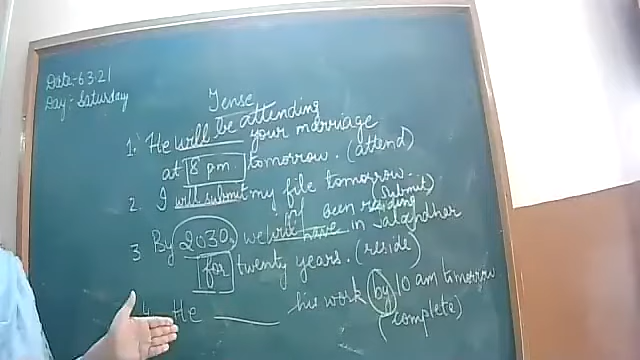 Date:- 6.3.21
Day:- Saturday
Tense
1. He will be attending your marriage
at 8 pm. tomorrow. (attend)
2. I will submit my file tomorrow.
(Submit)
3 By 2030, we will have been residing in Jalandhar
for twenty years. (reside)
4. He ______ his work by 10 am tomorrow
(complete)